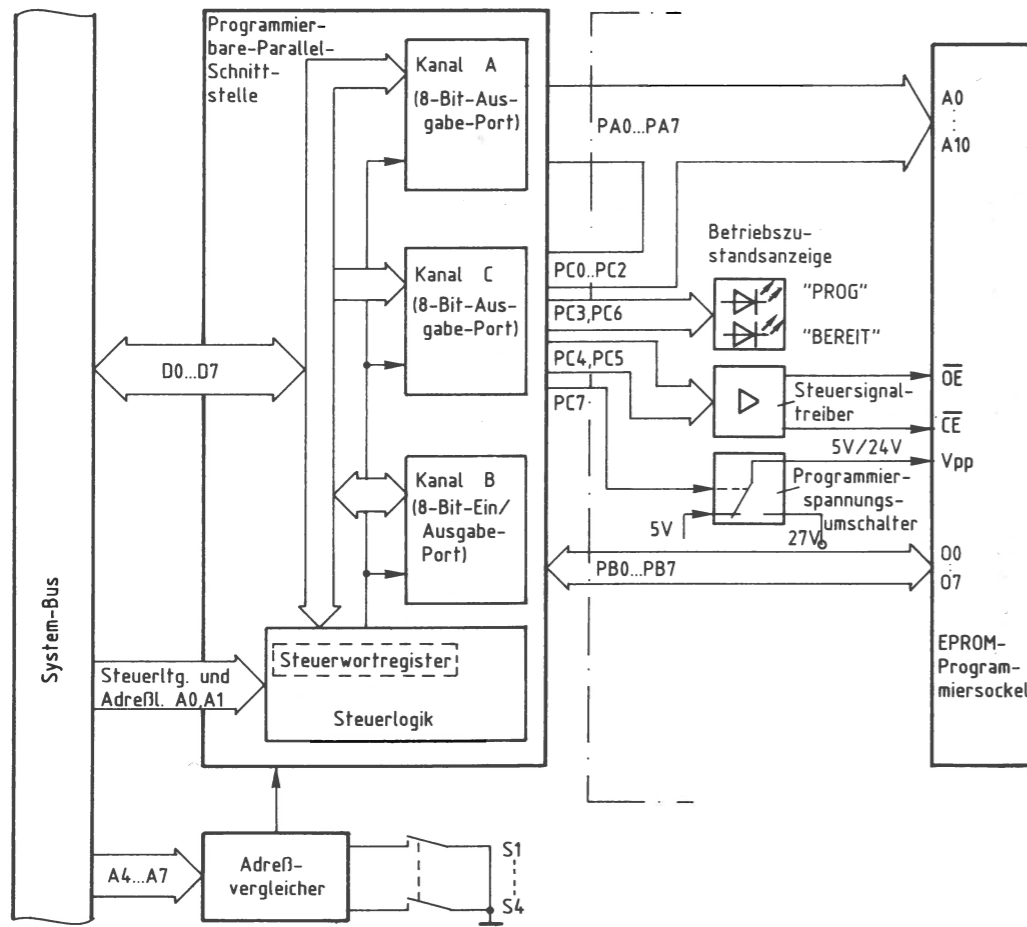 System-Bus
Programmier-
bare-Parallel-
Schnitt-
stelle
Kanal A
(8-Bit-Aus-
gabe-Port)
Kanal C
(8-Bit-Aus-
gabe-Port)
Kanal B
(8-Bit-Ein/
Ausgabe-
Port)
D0...D7
Steuerltg. und
Adreßl. A0,A1
Steuerwortregister
Steuerlogik
A4...A7
Adreß-
vergleicher
S1
S4
PA0...PA7
PC0..PC2
PC3,PC6
PC4,PC5
PC7
PB0...PB7
Betriebszu-
standsanzeige
"PROG"
"BEREIT"
Steuersignal-
treiber
5V/24V
Programmier-
spannungs-
umschalter
5V
27V
A0
:
A10
O̅E̅
C̅E̅
Vpp
O0
:
O7
EPROM-
Program-
miersockel